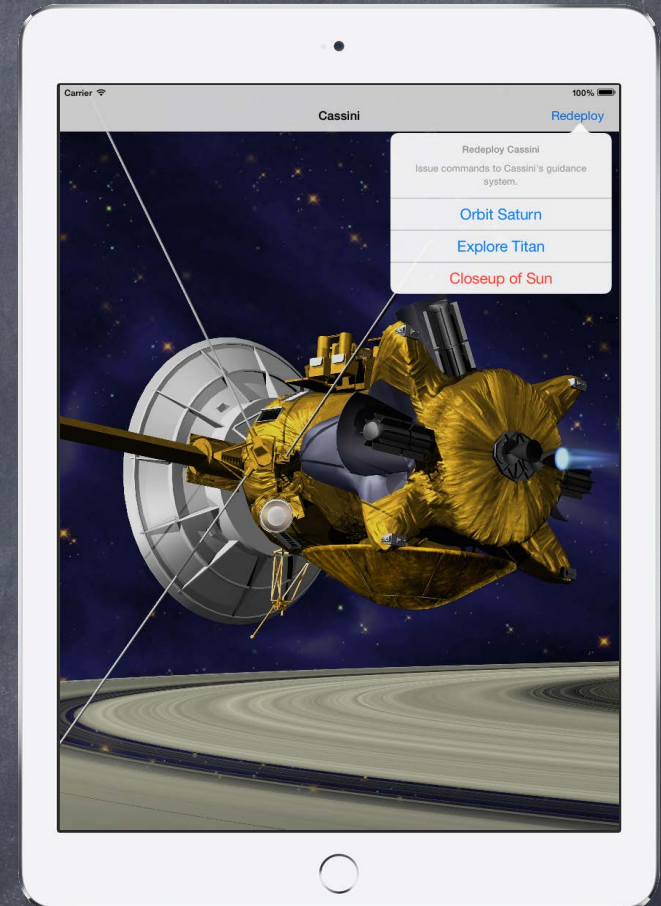 Carrier
100%
Cassini
Redeploy
Redeploy Cassini
Issue commands to Cassini's guidance
system.
Orbit Saturn
Explore Titan
Closeup of Sun